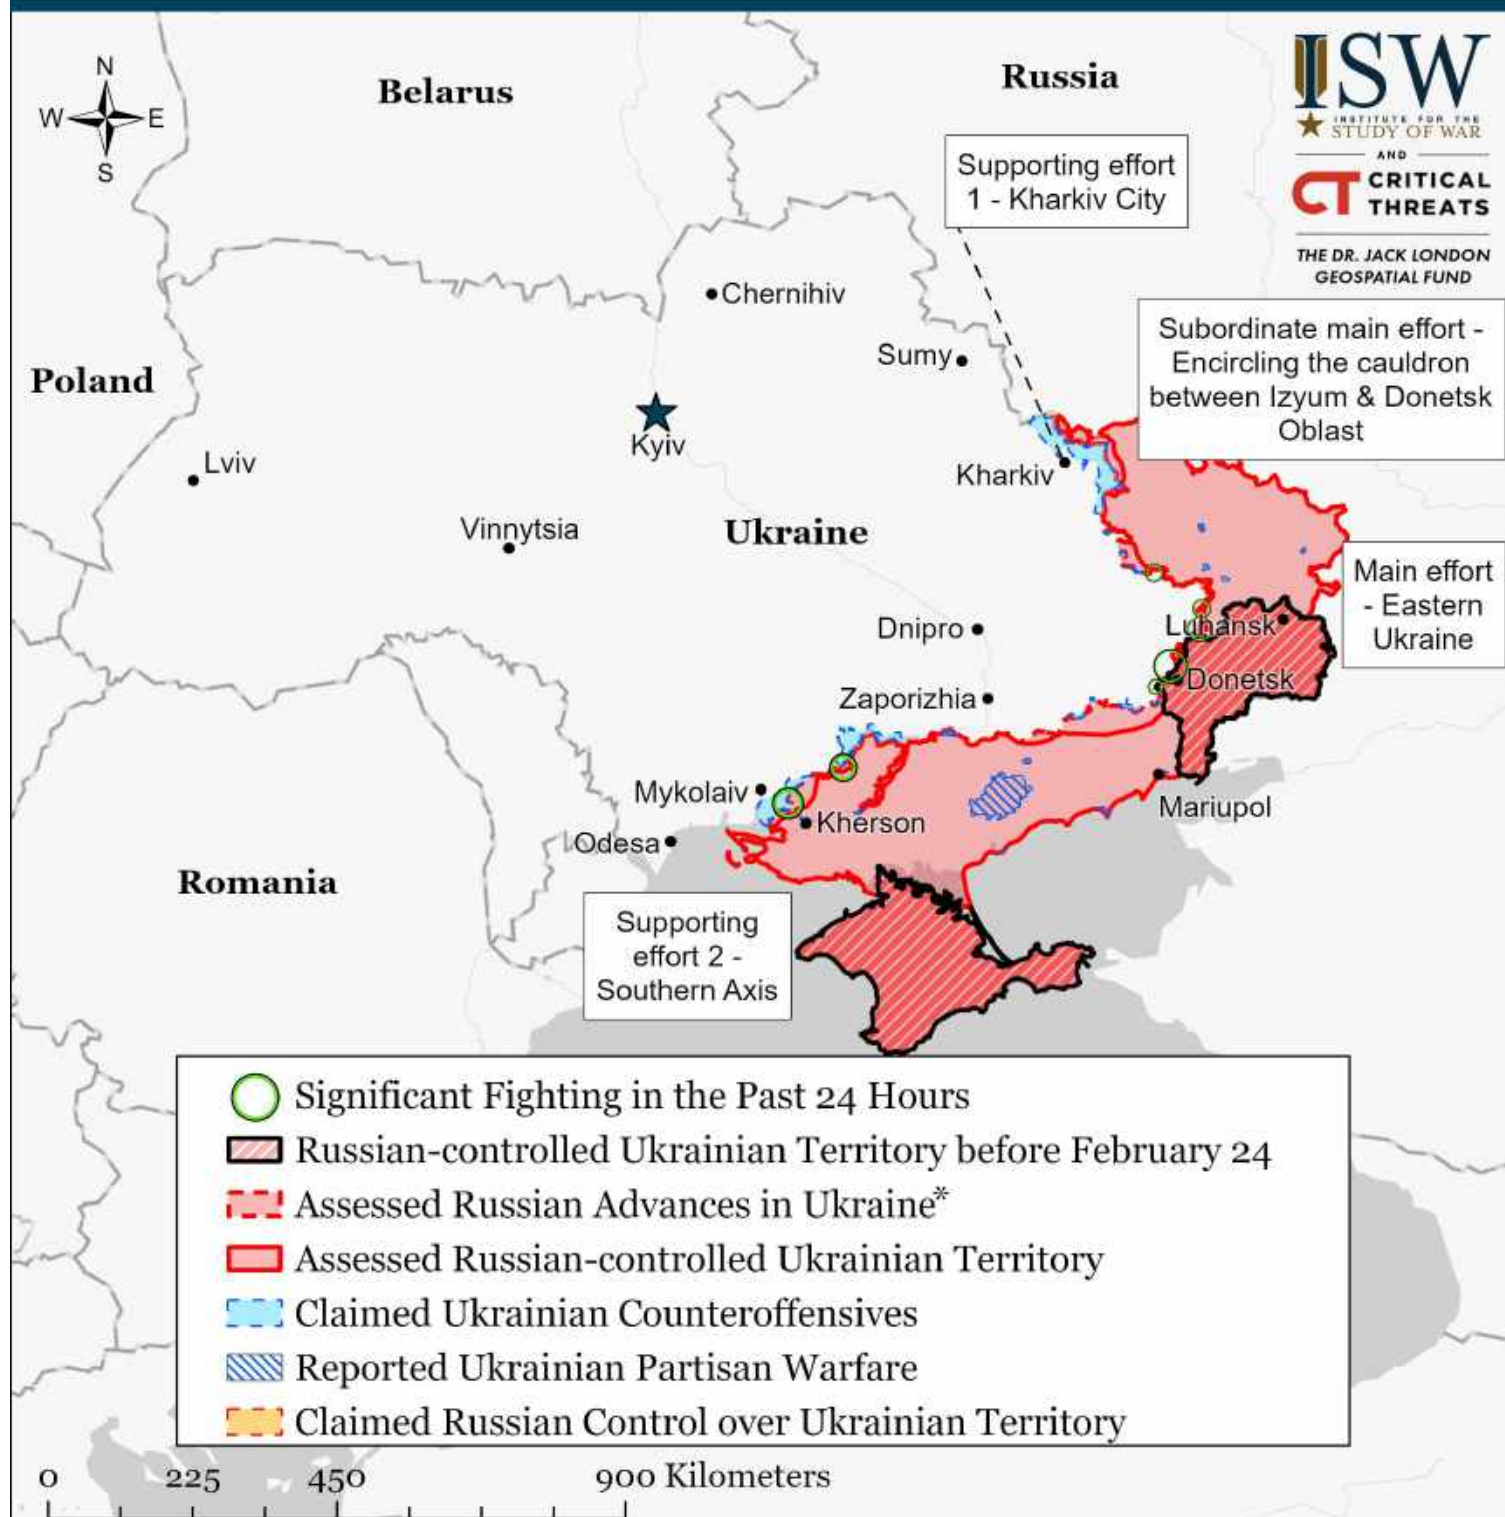 N
W
E
S
Belarus
Russia
ISW
INSTITUTE FOR THE
STUDY OF WAR
AND
CT CRITICAL
THREATS
THE DR. JACK LONDON
GEOSPATIAL FUND
Supporting effort
1 - Kharkiv City
Chernihiv
Subordinate main effort -
Encircling the cauldron
between Izyum & Donetsk
Oblast
Sumy
Poland
Kyiv
Lviv
Kharkiv
Vinnytsia
Ukraine
Main effort
- Eastern
Ukraine
Dnipro
Luhansk
Donetsk
Zaporizhia
Mykolaiv
Mariupol
Kherson
Odesa
Romania
Supporting
effort 2 -
Southern Axis
Significant Fighting in the Past 24 Hours
Russian-controlled Ukrainian Territory before February 24
Assessed Russian Advances in Ukraine*
Assessed Russian-controlled Ukrainian Territory
Claimed Ukrainian Counteroffensives
Reported Ukrainian Partisan Warfare
Claimed Russian Control over Ukrainian Territory
0 225 450 900 Kilometers